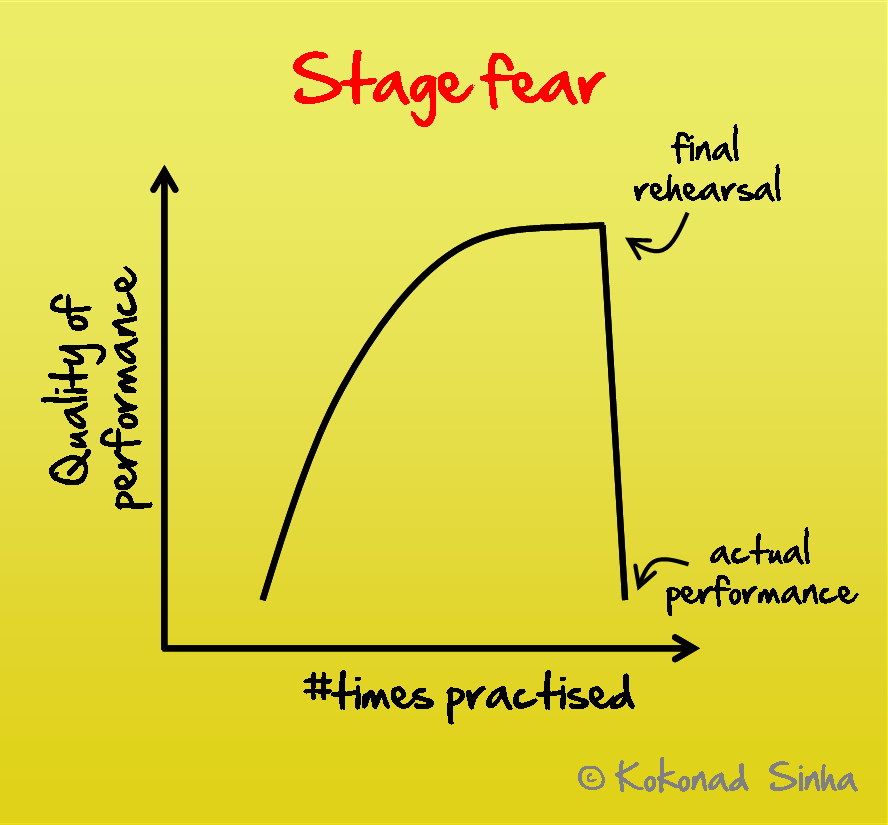 Stage fear
final
rehearsal
Quality of
performance
actual
performance
#times practised
© Kokonad Sinha